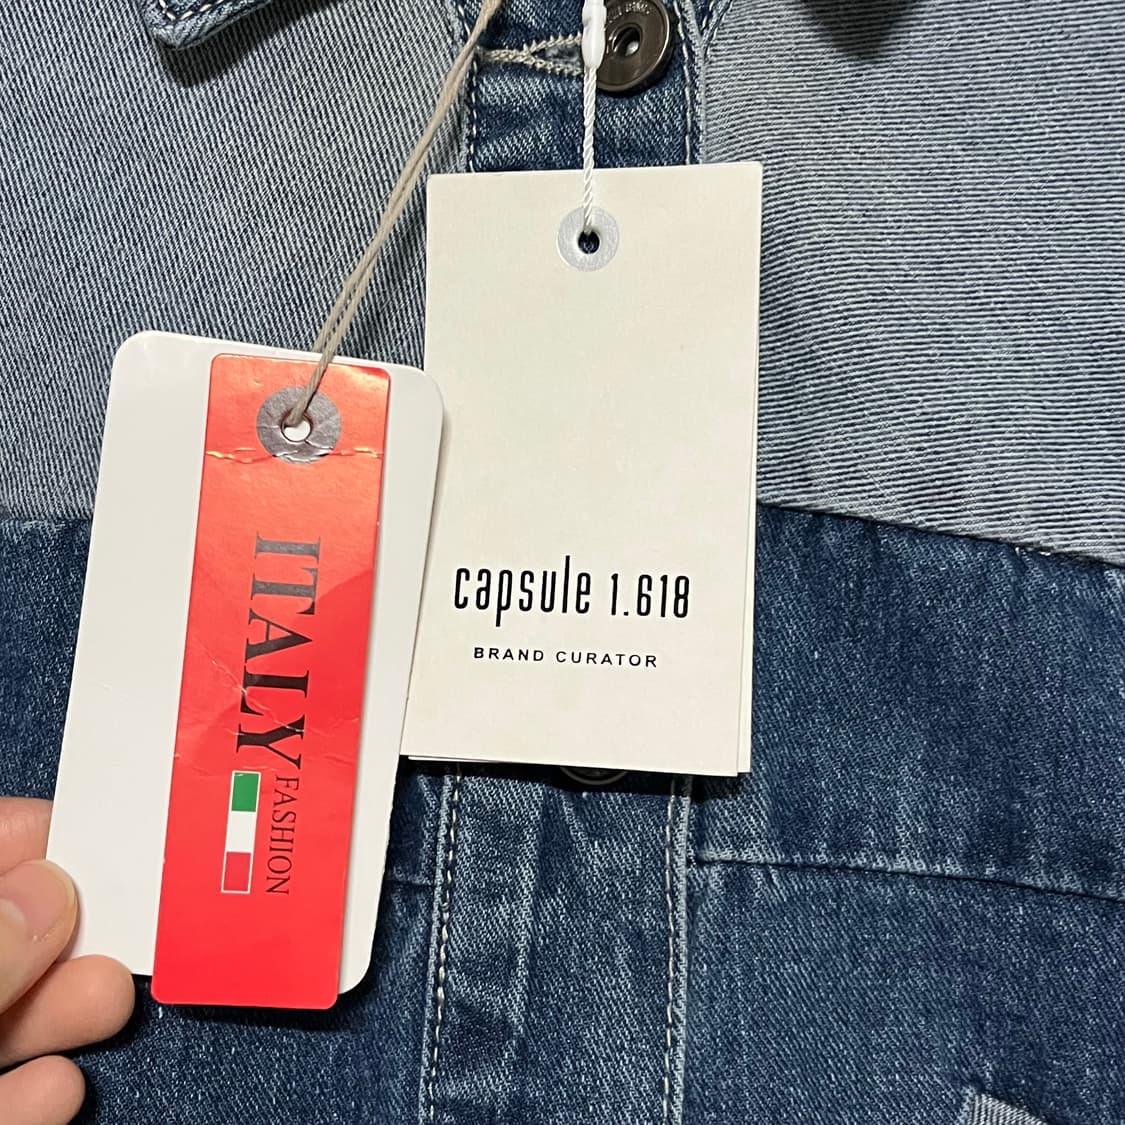 ITALY
FASHION
capsule 1.618
BRAND CURATOR